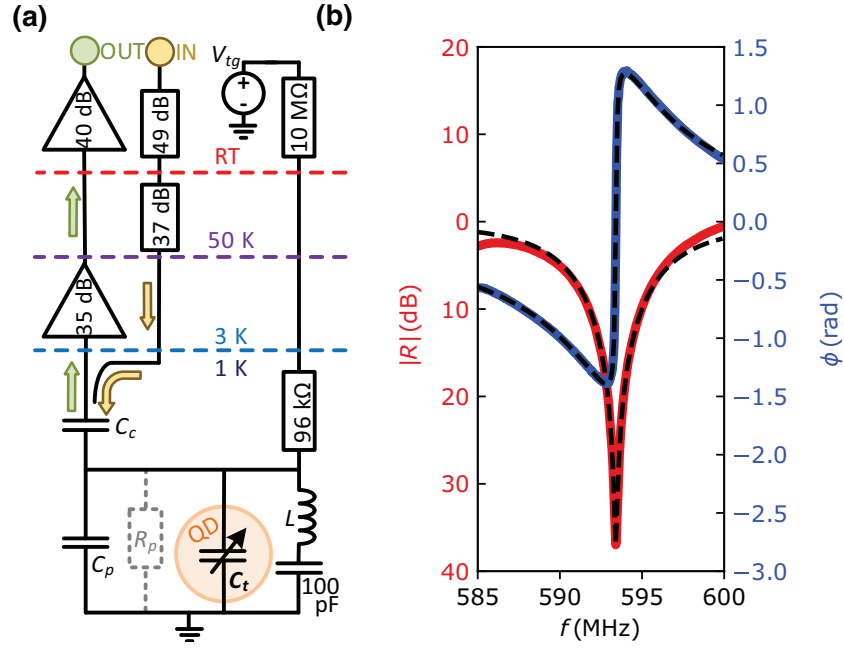 (a)
(b)
OUT
IN
V_tg
+
-
40 dB
49 dB
10 MΩ
RT
37 dB
50 K
35 dB
3 K
1 K
C_c
96 kΩ
L
QD
R_p
C_p
C_t
100
pF
20
10
0
10
20
30
40
|R| (dB)
585
590
595
600
f (MHz)
1.5
1.0
0.5
0.0
−0.5
−1.0
−1.5
−2.0
−2.5
−3.0
ϕ (rad)